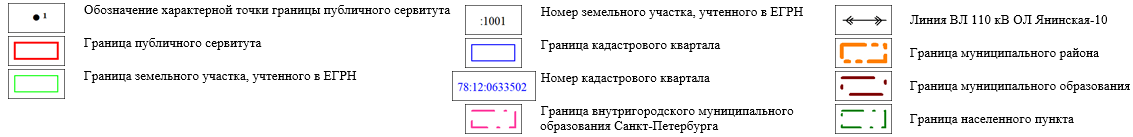 1
Обозначение характерной точки границы публичного сервитута
Граница публичного сервитута
Граница земельного участка, учтенного в ЕГРН
:1001
Номер земельного участка, учтенного в ЕГРН
Граница кадастрового квартала
78:12:0633502
Номер кадастрового квартала
Граница внутригородского муниципального
образования Санкт-Петербурга
Линия ВЛ 110 кВ ОЛ Янинская-10
Граница муниципального района
Граница муниципального образования
Граница населенного пункта